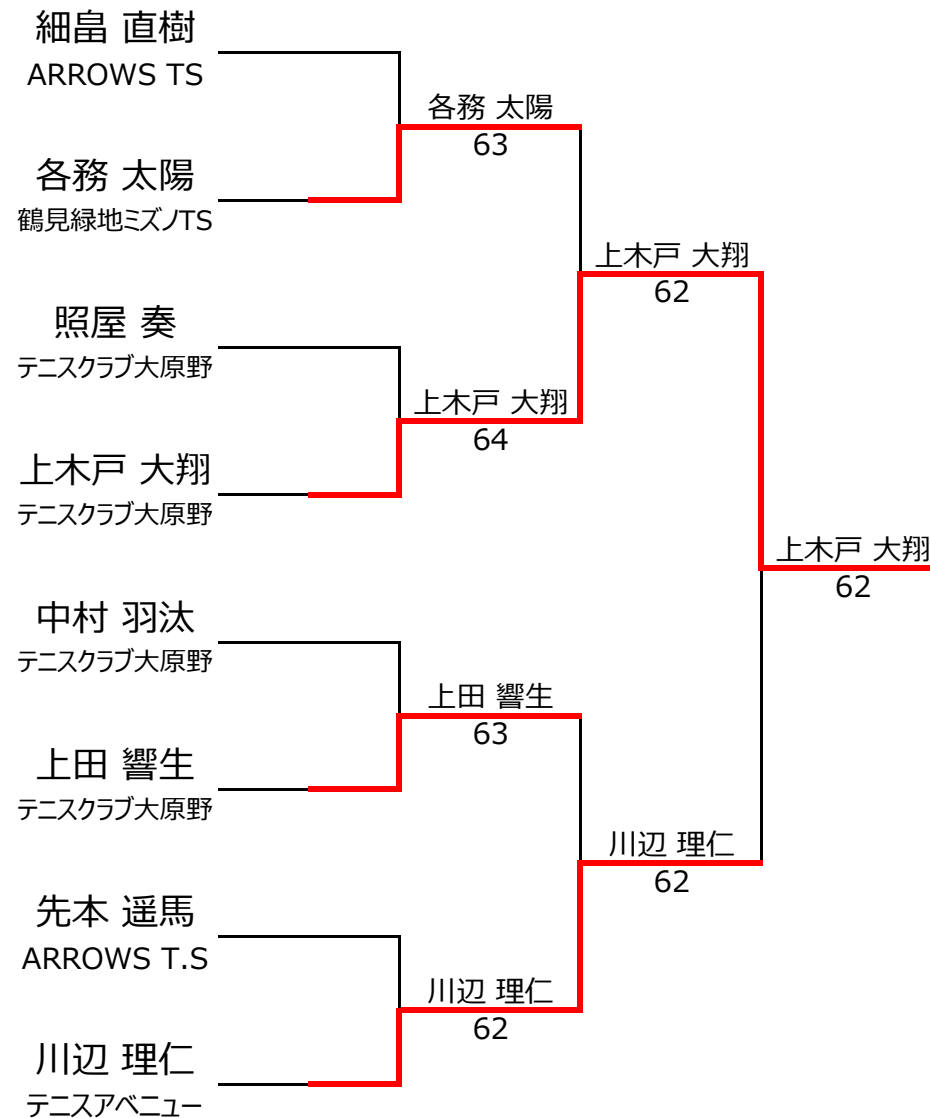 細畠 直樹
ARROWS TS
各務 太陽
63
各務 太陽
鶴見緑地ミズノTS
上木戸 大翔
62
照屋 奏
テニスクラブ大原野
上木戸 大翔
64
上木戸 大翔
テニスクラブ大原野
上木戸 大翔
62
中村 羽汰
テニスクラブ大原野
上田 響生
63
上田 響生
テニスクラブ大原野
川辺 理仁
62
先本 遥馬
ARROWS T.S
川辺 理仁
62
川辺 理仁
テニスアベニュー